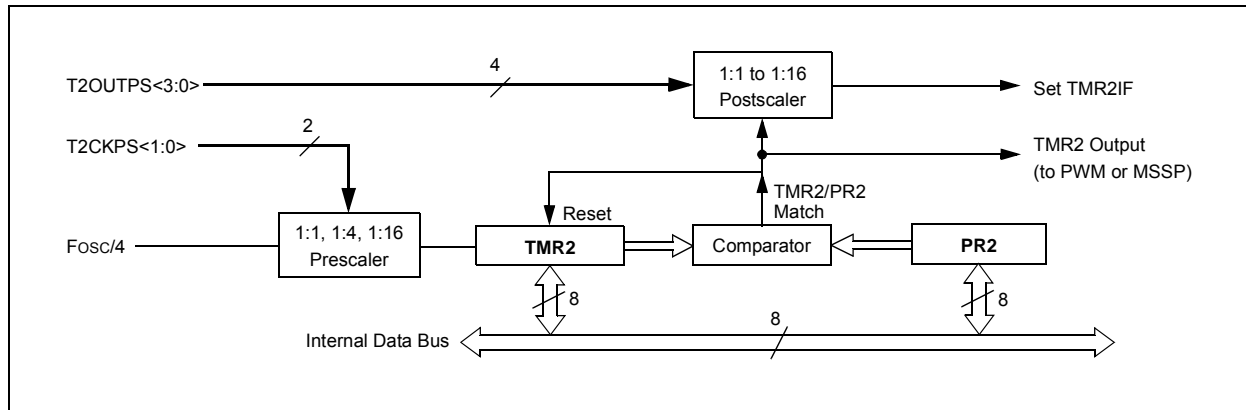 T2OUTPS<3:0>
4
1:1 to 1:16
Postscaler
Set TMR2IF
T2CKPS<1:0>
2
TMR2 Output
(to PWM or MSSP)
TMR2/PR2
Match
Reset
FOSC/4
1:1, 1:4, 1:16
Prescaler
TMR2
Comparator
PR2
8
8
Internal Data Bus
8